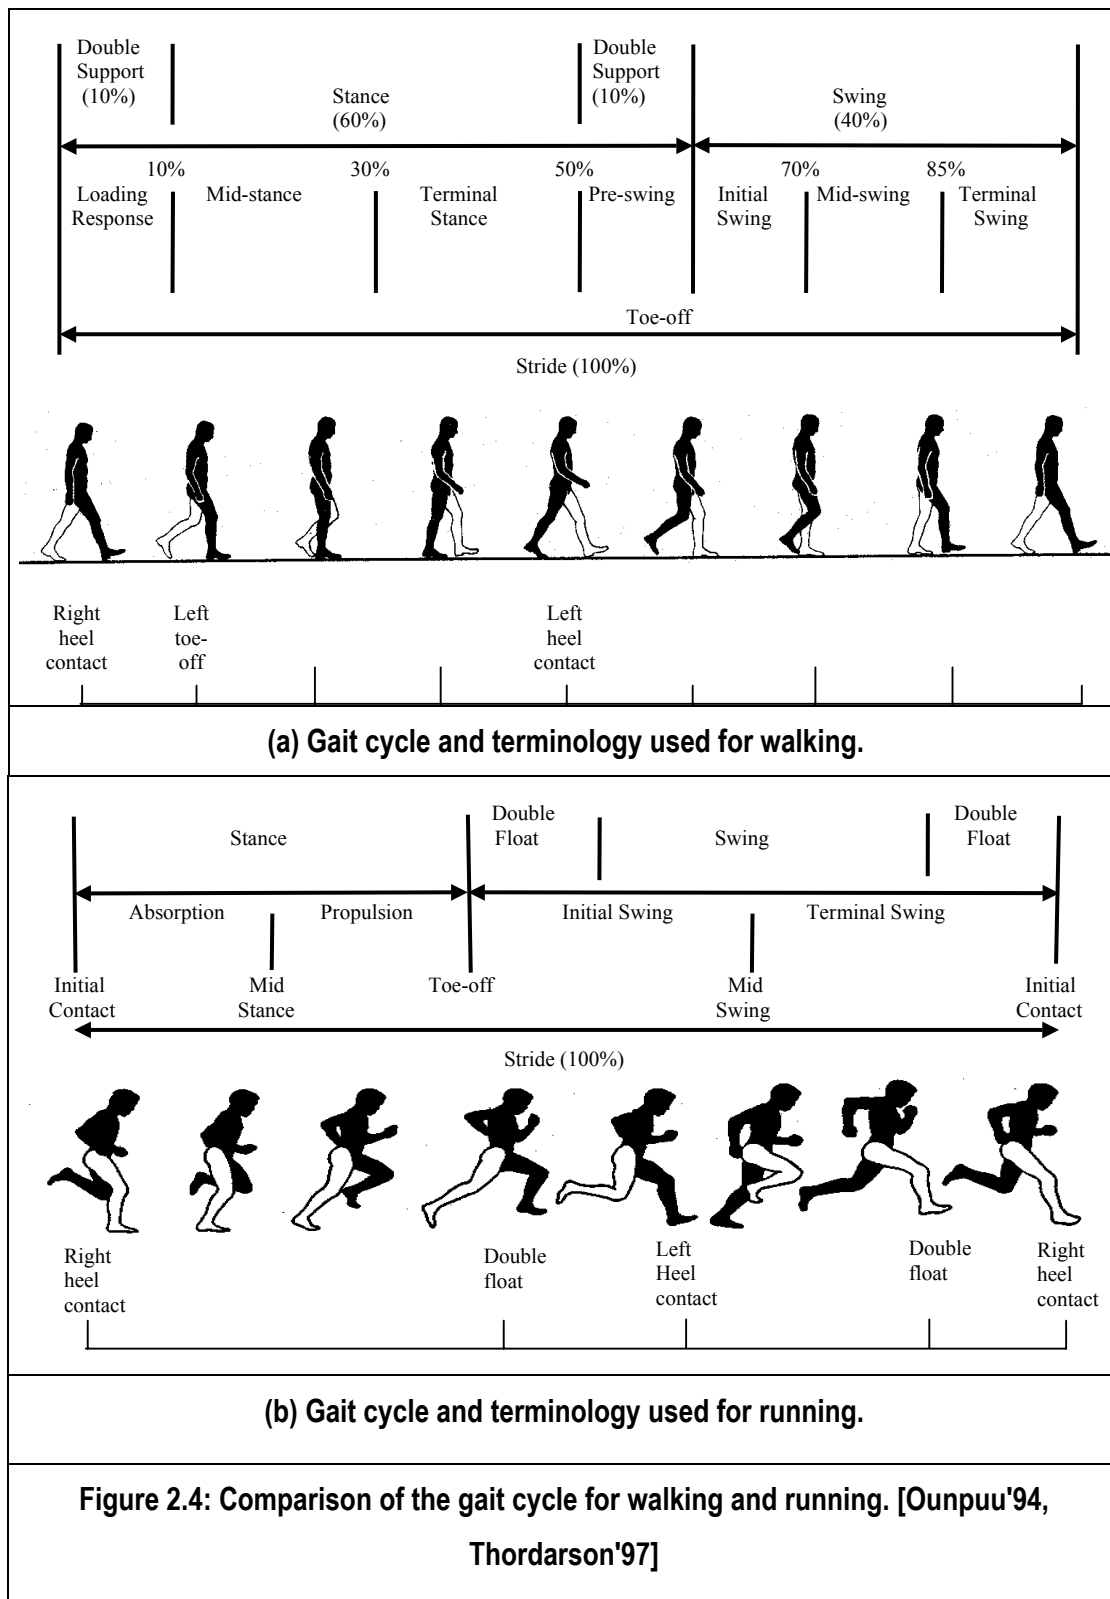 Double Support (10%)
Double Support (10%)
Stance (60%)
Swing (40%)
10%
30%
50%
70%
85%
Loading Response
Mid-stance
Terminal Stance
Pre-swing
Initial Swing
Mid-swing
Terminal Swing
Toe-off
Stride (100%)
Right heel contact
Left toe-off
Left heel contact
(a) Gait cycle and terminology used for walking.
Double Float
Double Float
Stance
Swing
Absorption
Propulsion
Initial Swing
Terminal Swing
Initial Contact
Mid Stance
Toe-off
Mid Swing
Initial Contact
Stride (100%)
Right heel contact
Double float
Left Heel contact
Double float
Right heel contact
(b) Gait cycle and terminology used for running.
Figure 2.4: Comparison of the gait cycle for walking and running. [Ounpuu'94,
Thordarson'97]